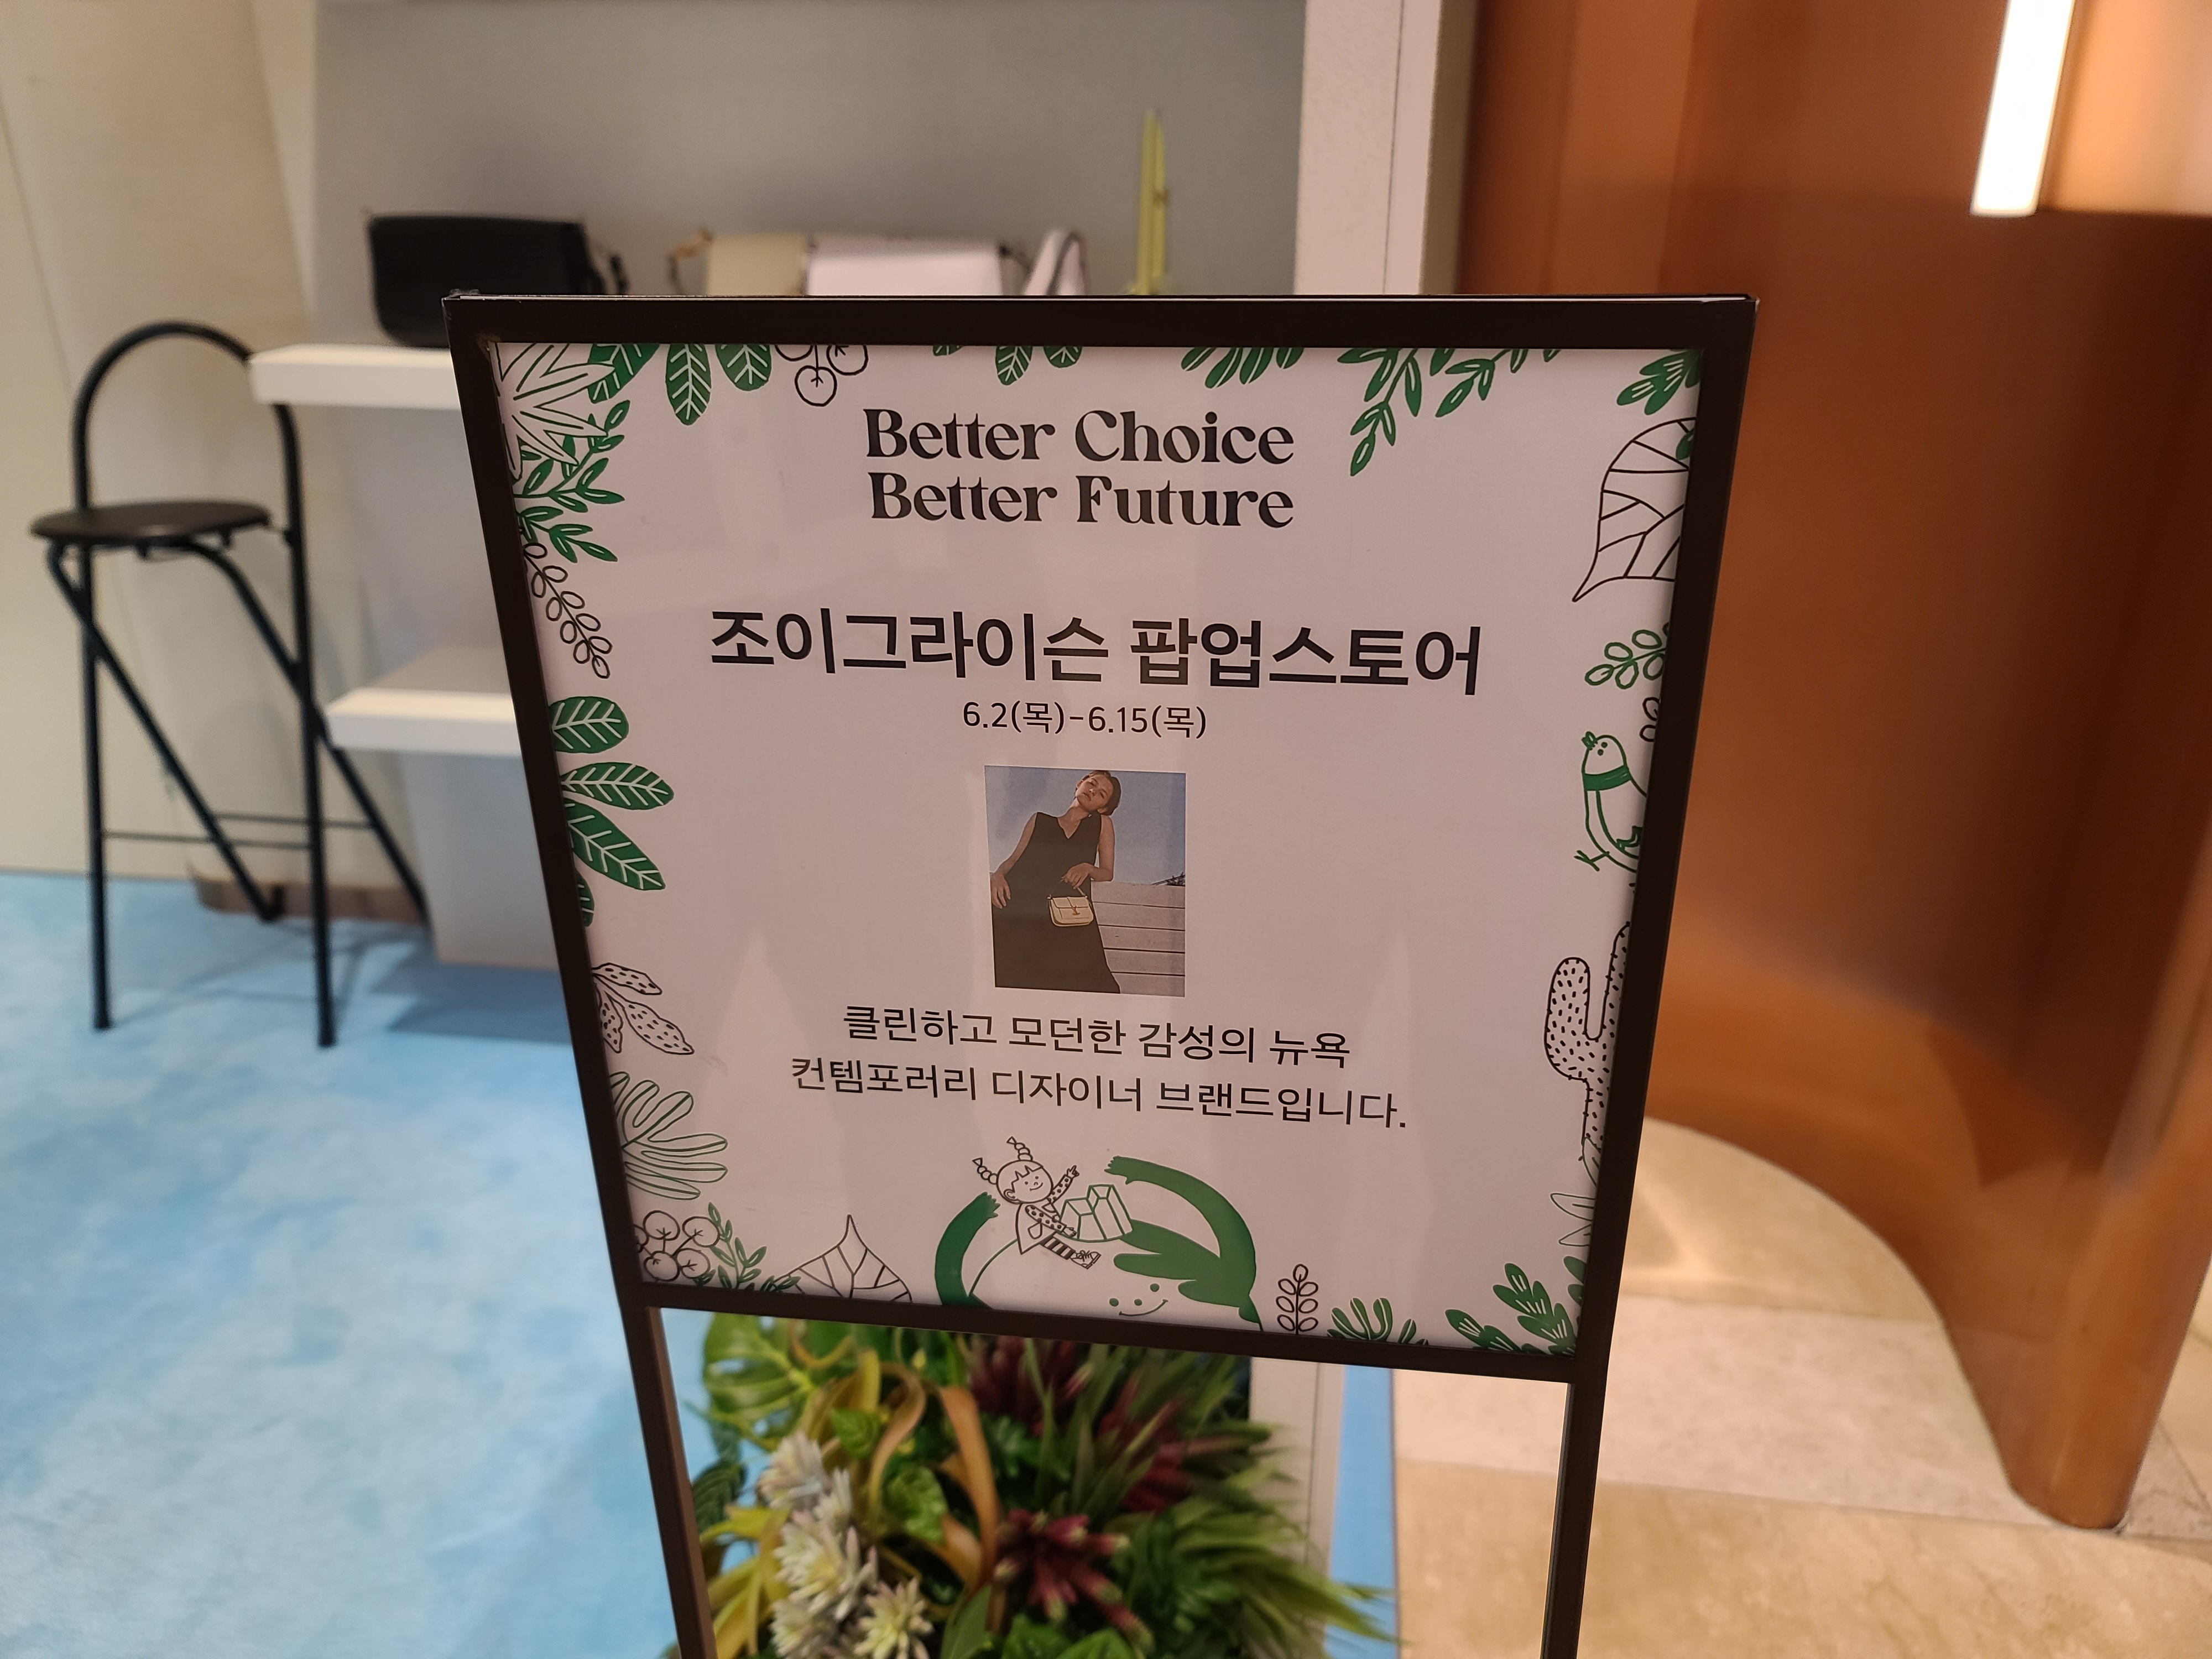 Better Choice
Better Future
조이그라이슨 팝업스토어
6.2(목)-6.15(목)
클린하고 모던한 감성의 뉴욕
컨템포러리 디자이너 브랜드입니다.